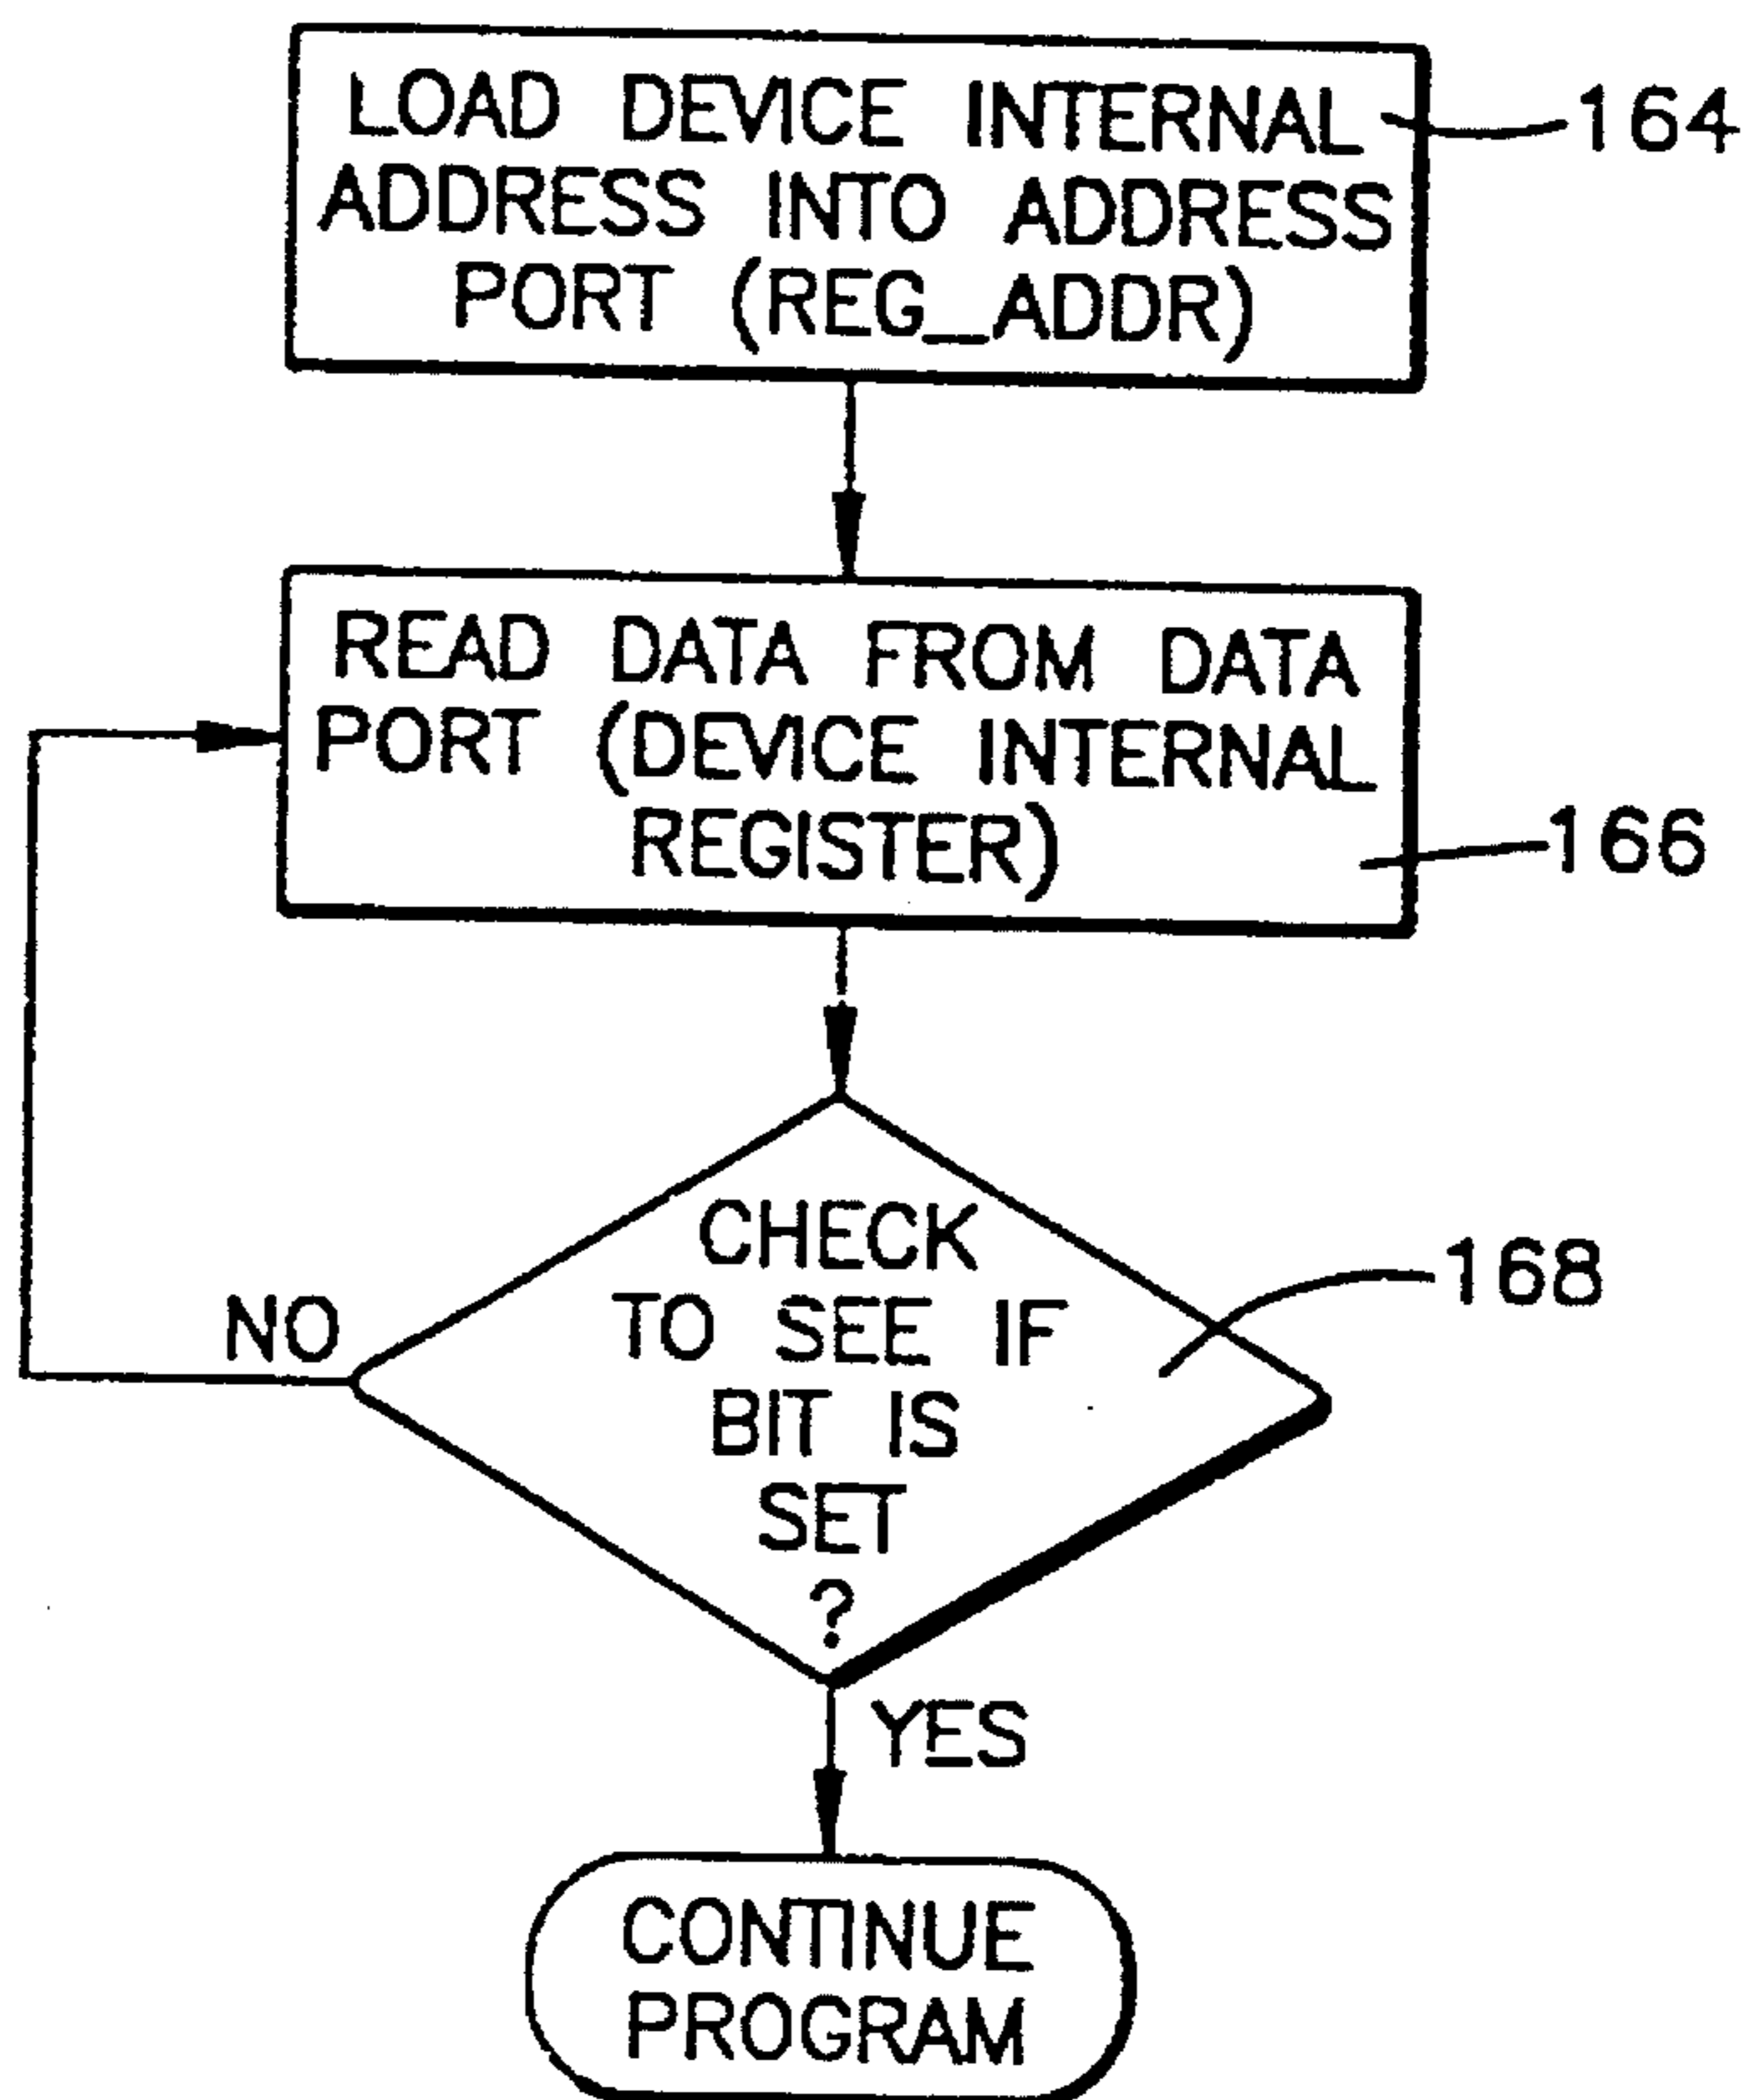 LOAD DEVICE INTERNAL
ADDRESS INTO ADDRESS
PORT (REG_ADDR)
164
READ DATA FROM DATA
PORT (DEVICE INTERNAL
REGISTER)
166
CHECK
TO SEE IF
BIT IS
SET
?
168
NO
YES
CONTINUE
PROGRAM